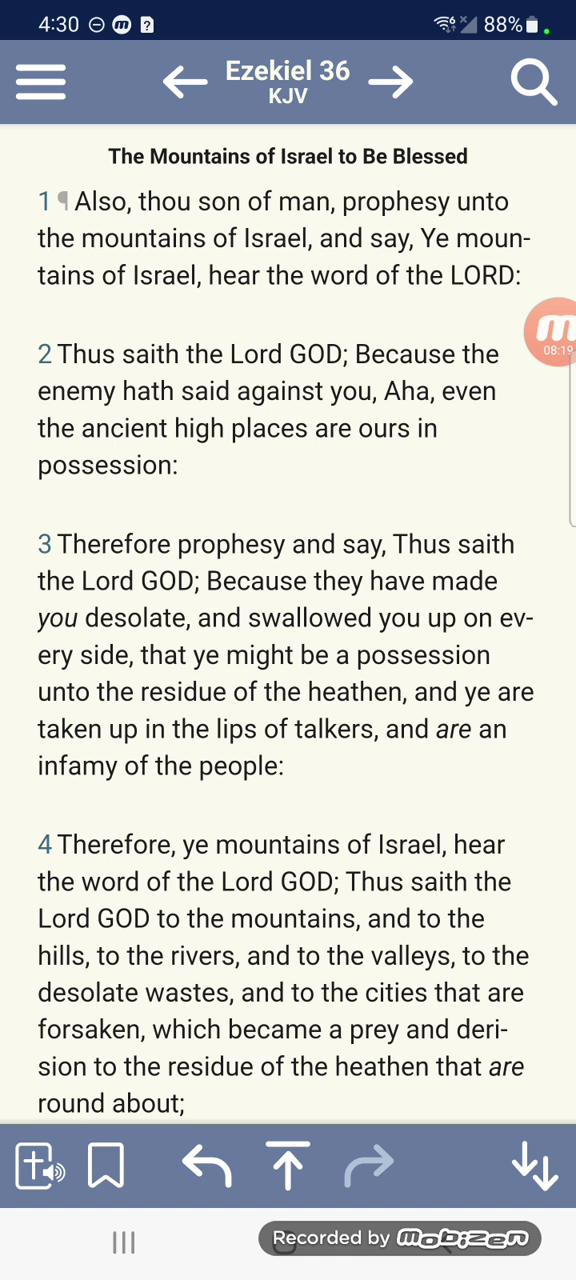 4:30 88%
Ezekiel 36
KJV
The Mountains of Israel to Be Blessed
1 ¶ Also, thou son of man, prophesy unto
the mountains of Israel, and say, Ye moun-
tains of Israel, hear the word of the LORD:
m
08:19
2 Thus saith the Lord GOD; Because the
enemy hath said against you, Aha, even
the ancient high places are ours in
possession:
3 Therefore prophesy and say, Thus saith
the Lord GOD; Because they have made
you desolate, and swallowed you up on ev-
ery side, that ye might be a possession
unto the residue of the heathen, and ye are
taken up in the lips of talkers, and are an
infamy of the people:
4 Therefore, ye mountains of Israel, hear
the word of the Lord GOD; Thus saith the
Lord GOD to the mountains, and to the
hills, to the rivers, and to the valleys, to the
desolate wastes, and to the cities that are
forsaken, which became a prey and deri-
sion to the residue of the heathen that are
round about;
Recorded by mobizen